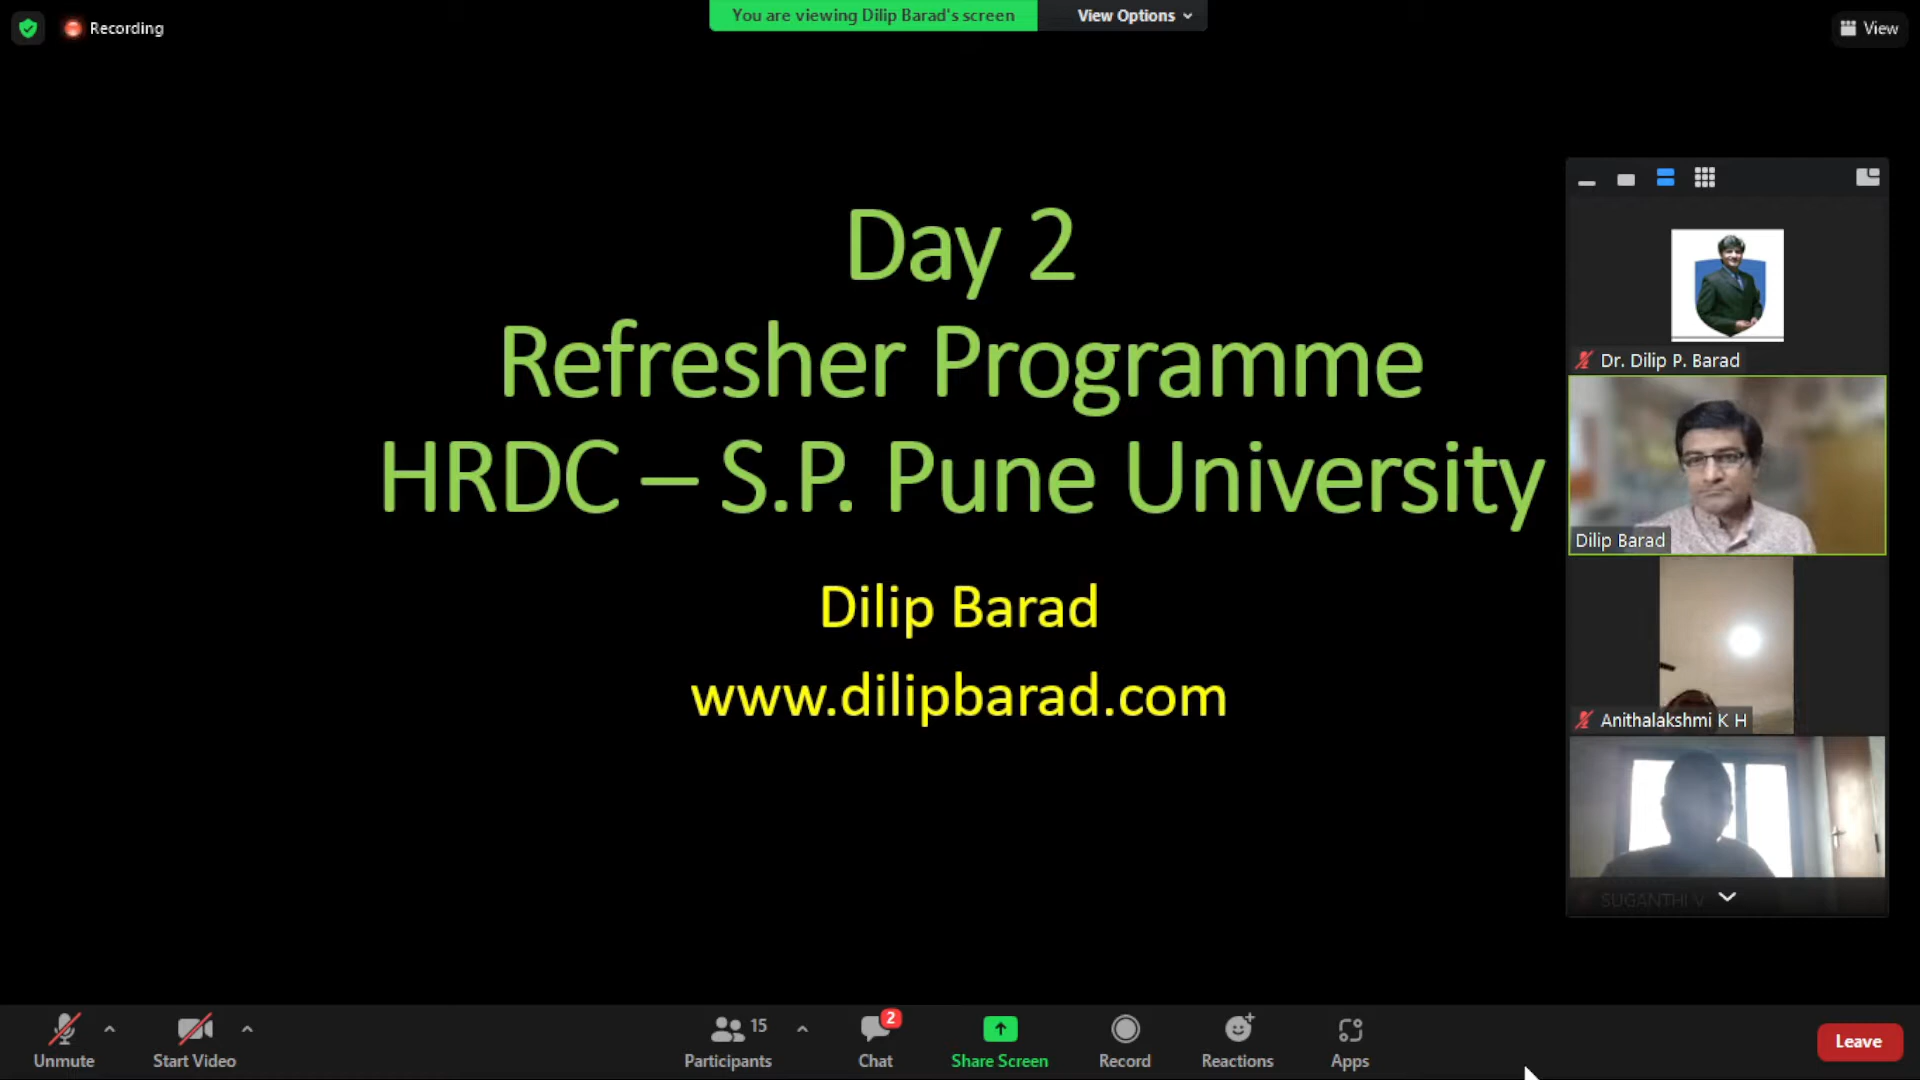 Recording
You are viewing Dilip Barad's screen
View Options
View
Day 2
Refresher Programme
HRDC – S.P. Pune University
Dilip Barad
www.dilipbarad.com
Dr. Dilip P. Barad
Dilip Barad
Anithalakshmi K H
SUGANTHI V
Unmute
Start Video
15
Participants
2
Chat
Share Screen
Record
Reactions
Apps
Leave